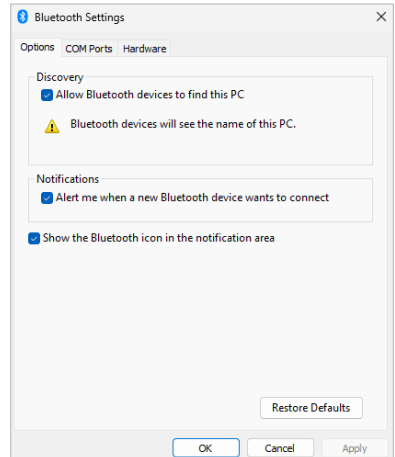 Bluetooth Settings
Options COM Ports Hardware
Discovery
Allow Bluetooth devices to find this PC
Bluetooth devices will see the name of this PC.
Notifications
Alert me when a new Bluetooth device wants to connect
Show the Bluetooth icon in the notification area
Restore Defaults
OK Cancel Apply